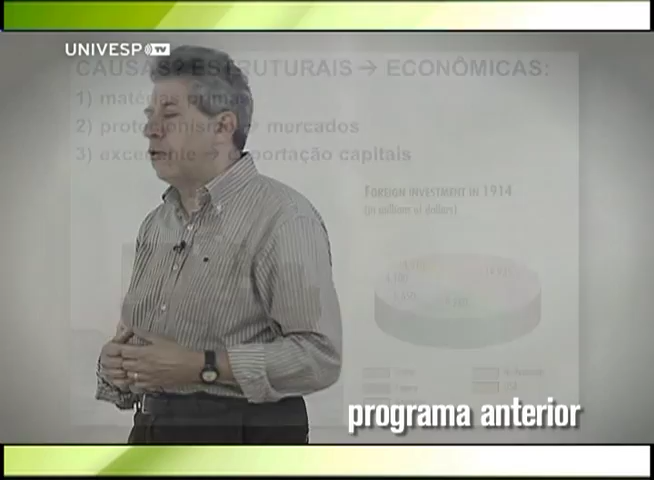 UNIVESP TV
CAUSAS? ESTRUTURAIS → ECONÔMICAS:
1) matérias primas
2) protecionismo → mercados
3) excedente → exportação capitais
FOREIGN INVESTMENT IN 1914
(in millions of dollars)
programa anterior